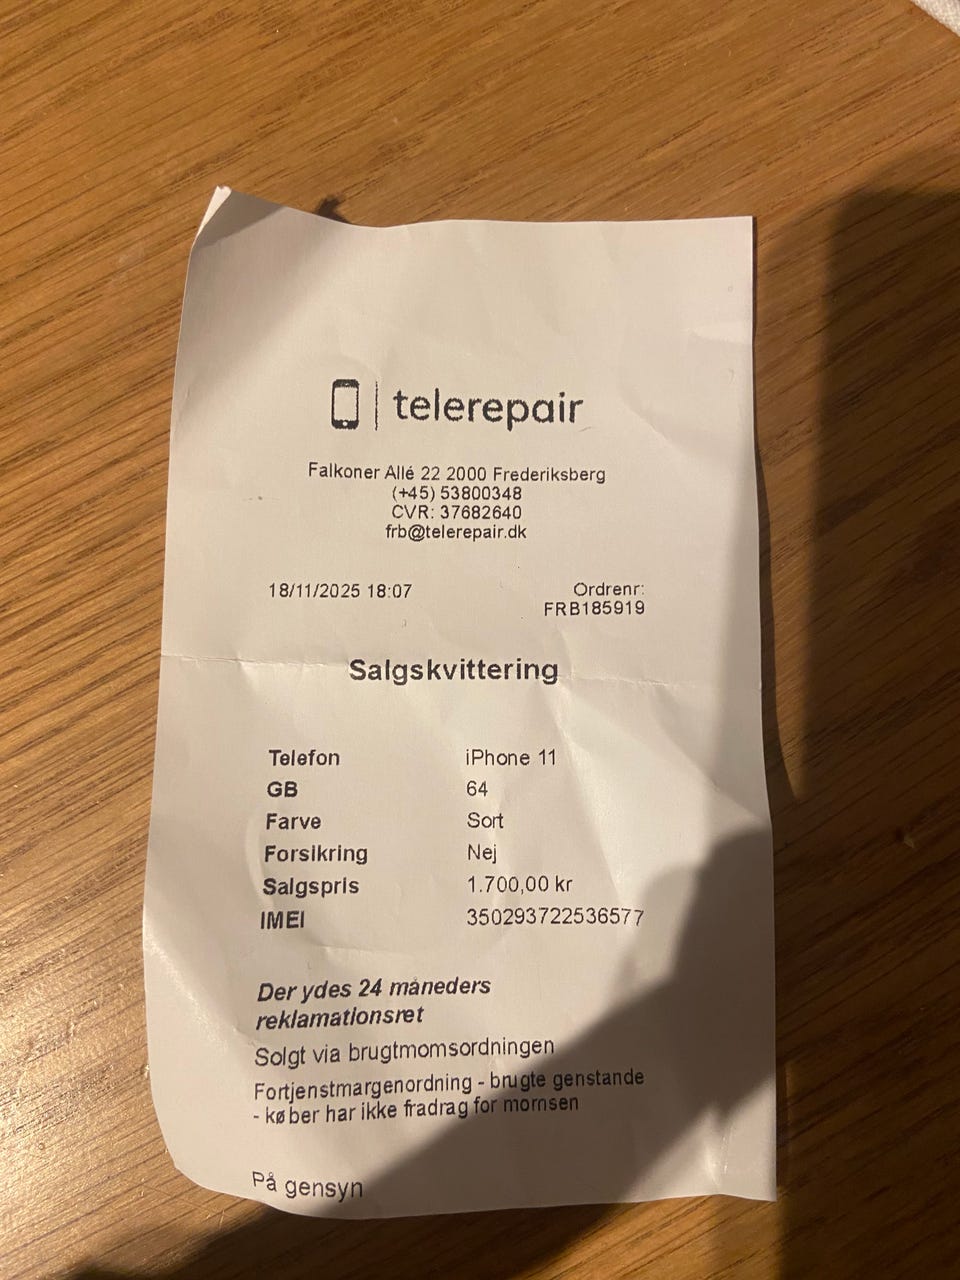 telerepair
Falkoner Allé 22 2000 Frederiksberg
(+45) 53800348
CVR: 37682640
frb@telerepair.dk
18/11/2025 18:07 Ordrenr:
FRB185919
Salgskvittering
Telefon iPhone 11
GB 64
Farve Sort
Forsikring Nej
Salgspris 1.700,00 kr
IMEI 350293722536577
Der ydes 24 måneders
reklamationsret
Solgt via brugtmomsordningen
Fortjenstmargenordning - brugte genstande
- køber har ikke fradrag for momsen
På gensyn